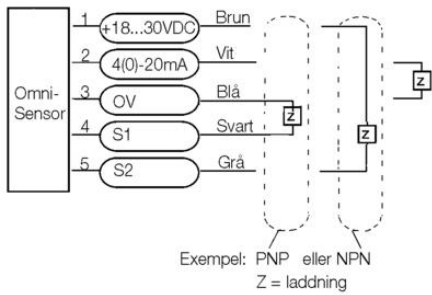 1 +18...30VDC Brun
2 4(0)-20mA Vit
Omni-
Sensor
3 OV Blå
4 S1 Svart
5 S2 Grå
Z
Z
Z
Exempel: PNP eller NPN
Z = laddning